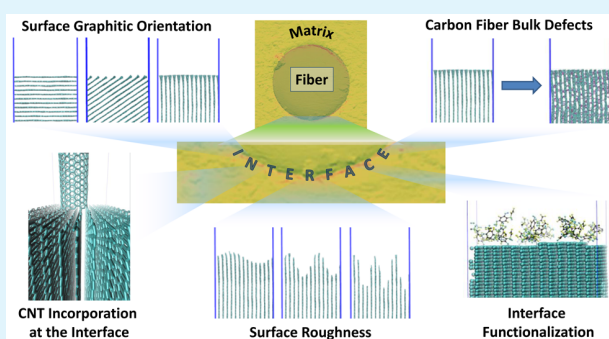 Surface Graphitic Orientation
Matrix
Fiber
Carbon Fiber Bulk Defects
INTERFACE
CNT Incorporation
at the Interface
Surface Roughness
Interface
Functionalization